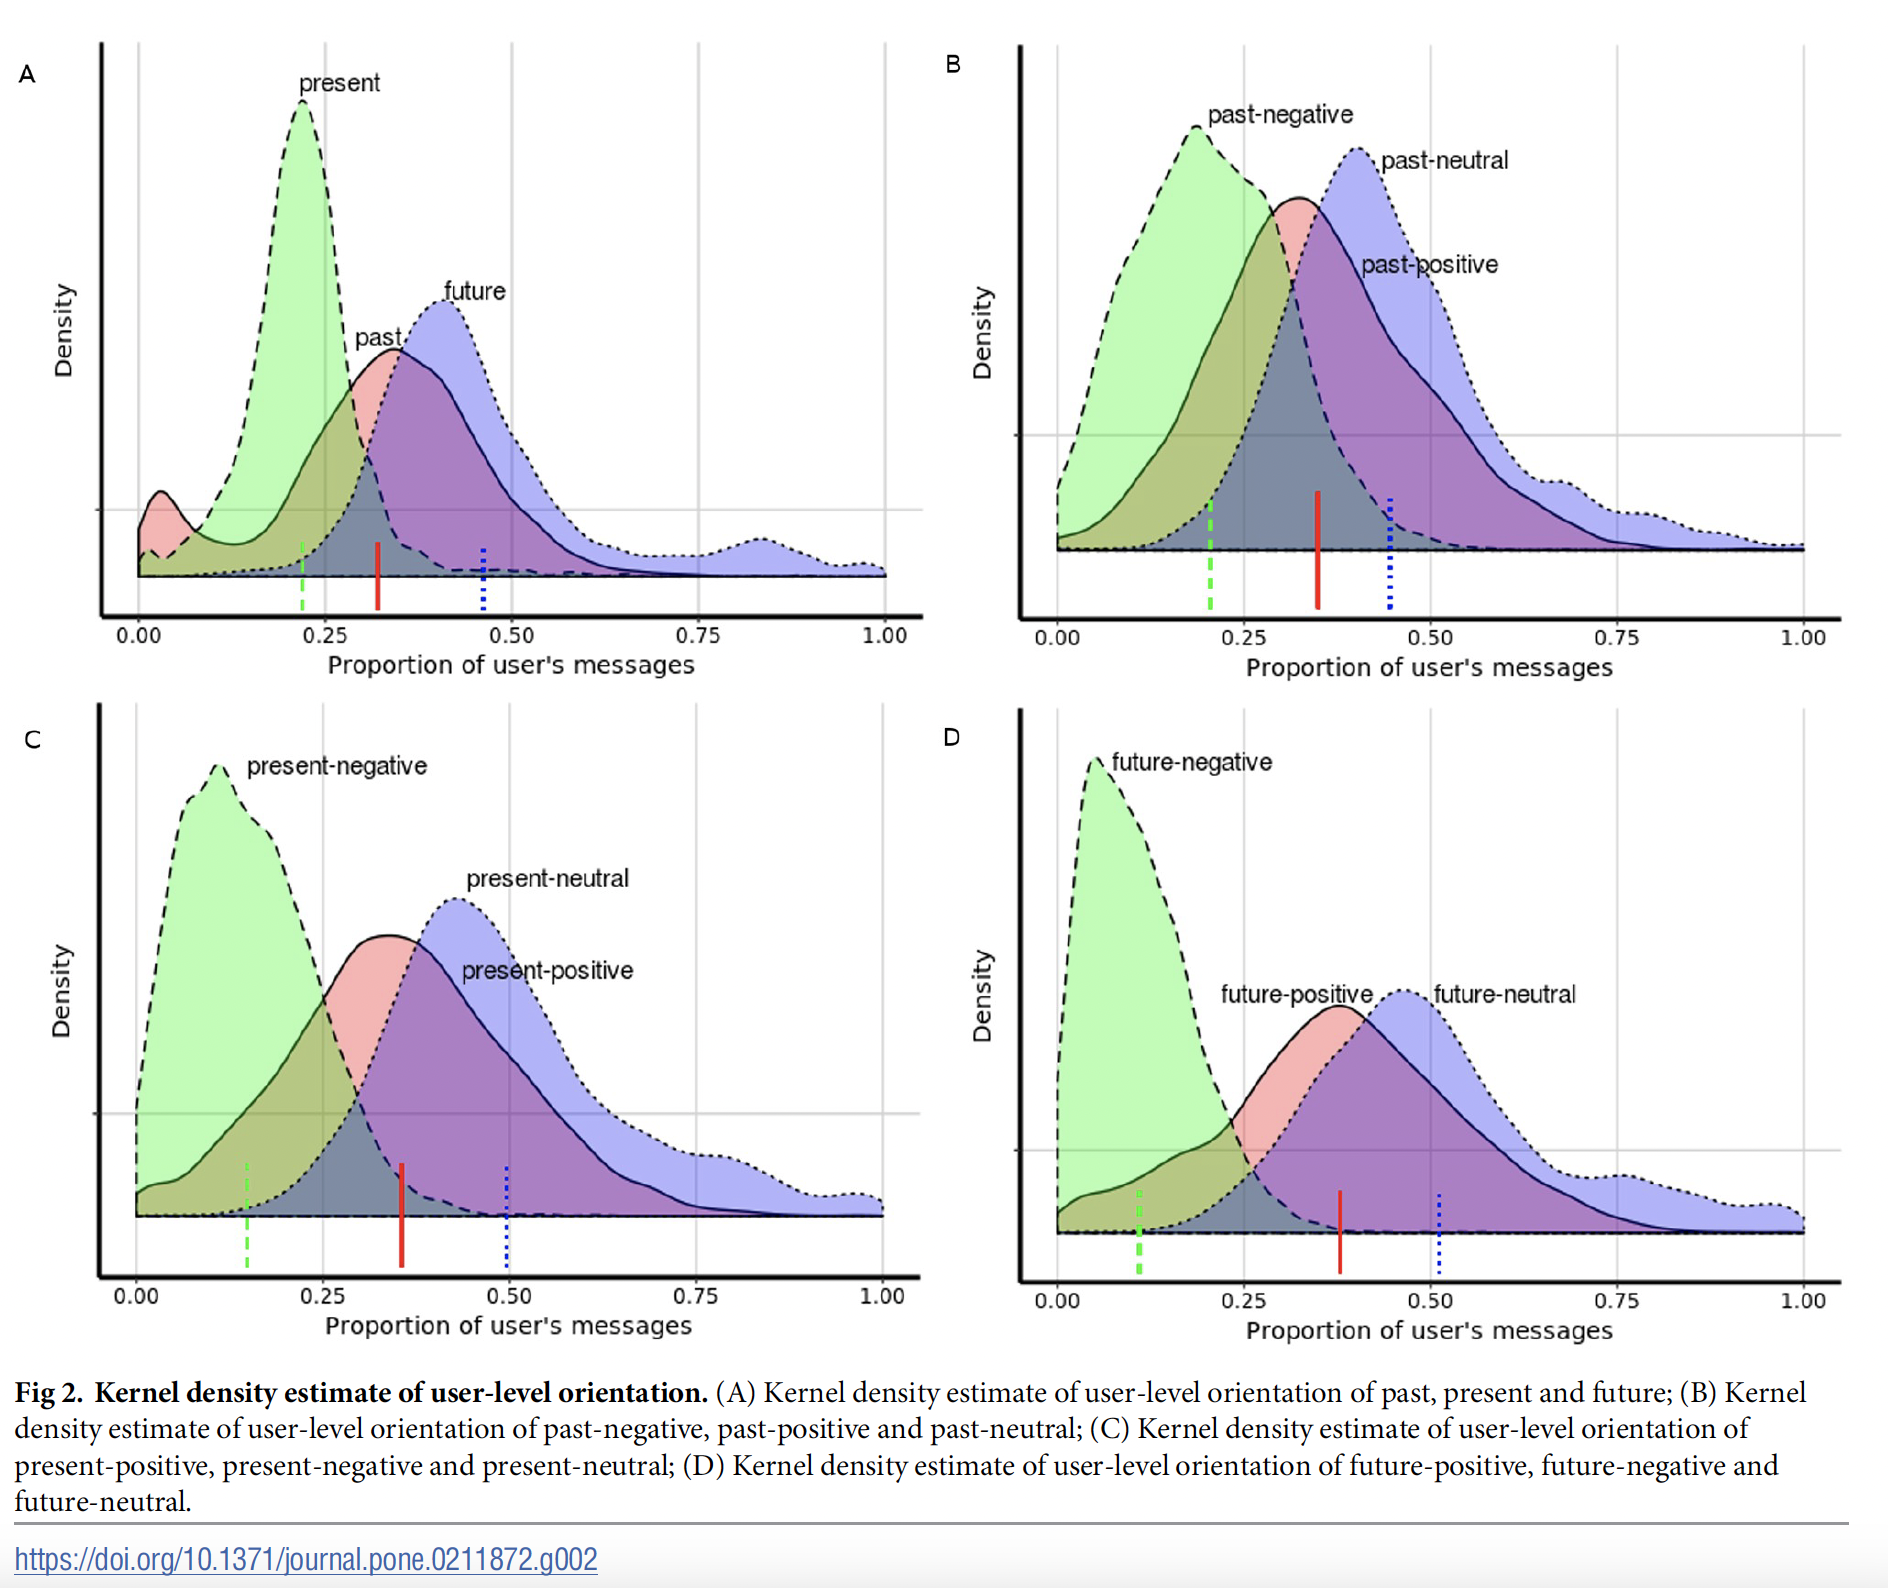 A
present
future
past
Density
0.00 0.25 0.50 0.75 1.00
Proportion of user's messages
B
past-negative
past-neutral
past-positive
Density
0.00 0.25 0.50 0.75 1.00
Proportion of user's messages
C
present-negative
present-neutral
present-positive
Density
0.00 0.25 0.50 0.75 1.00
Proportion of user's messages
D
future-negative
future-positive future-neutral
Density
0.00 0.25 0.50 0.75 1.00
Proportion of user's messages
Fig 2. Kernel density estimate of user-level orientation. (A) Kernel density estimate of user-level orientation of past, present and future; (B) Kernel
density estimate of user-level orientation of past-negative, past-positive and past-neutral; (C) Kernel density estimate of user-level orientation of
present-positive, present-negative and present-neutral; (D) Kernel density estimate of user-level orientation of future-positive, future-negative and
future-neutral.
https://doi.org/10.1371/journal.pone.0211872.g002